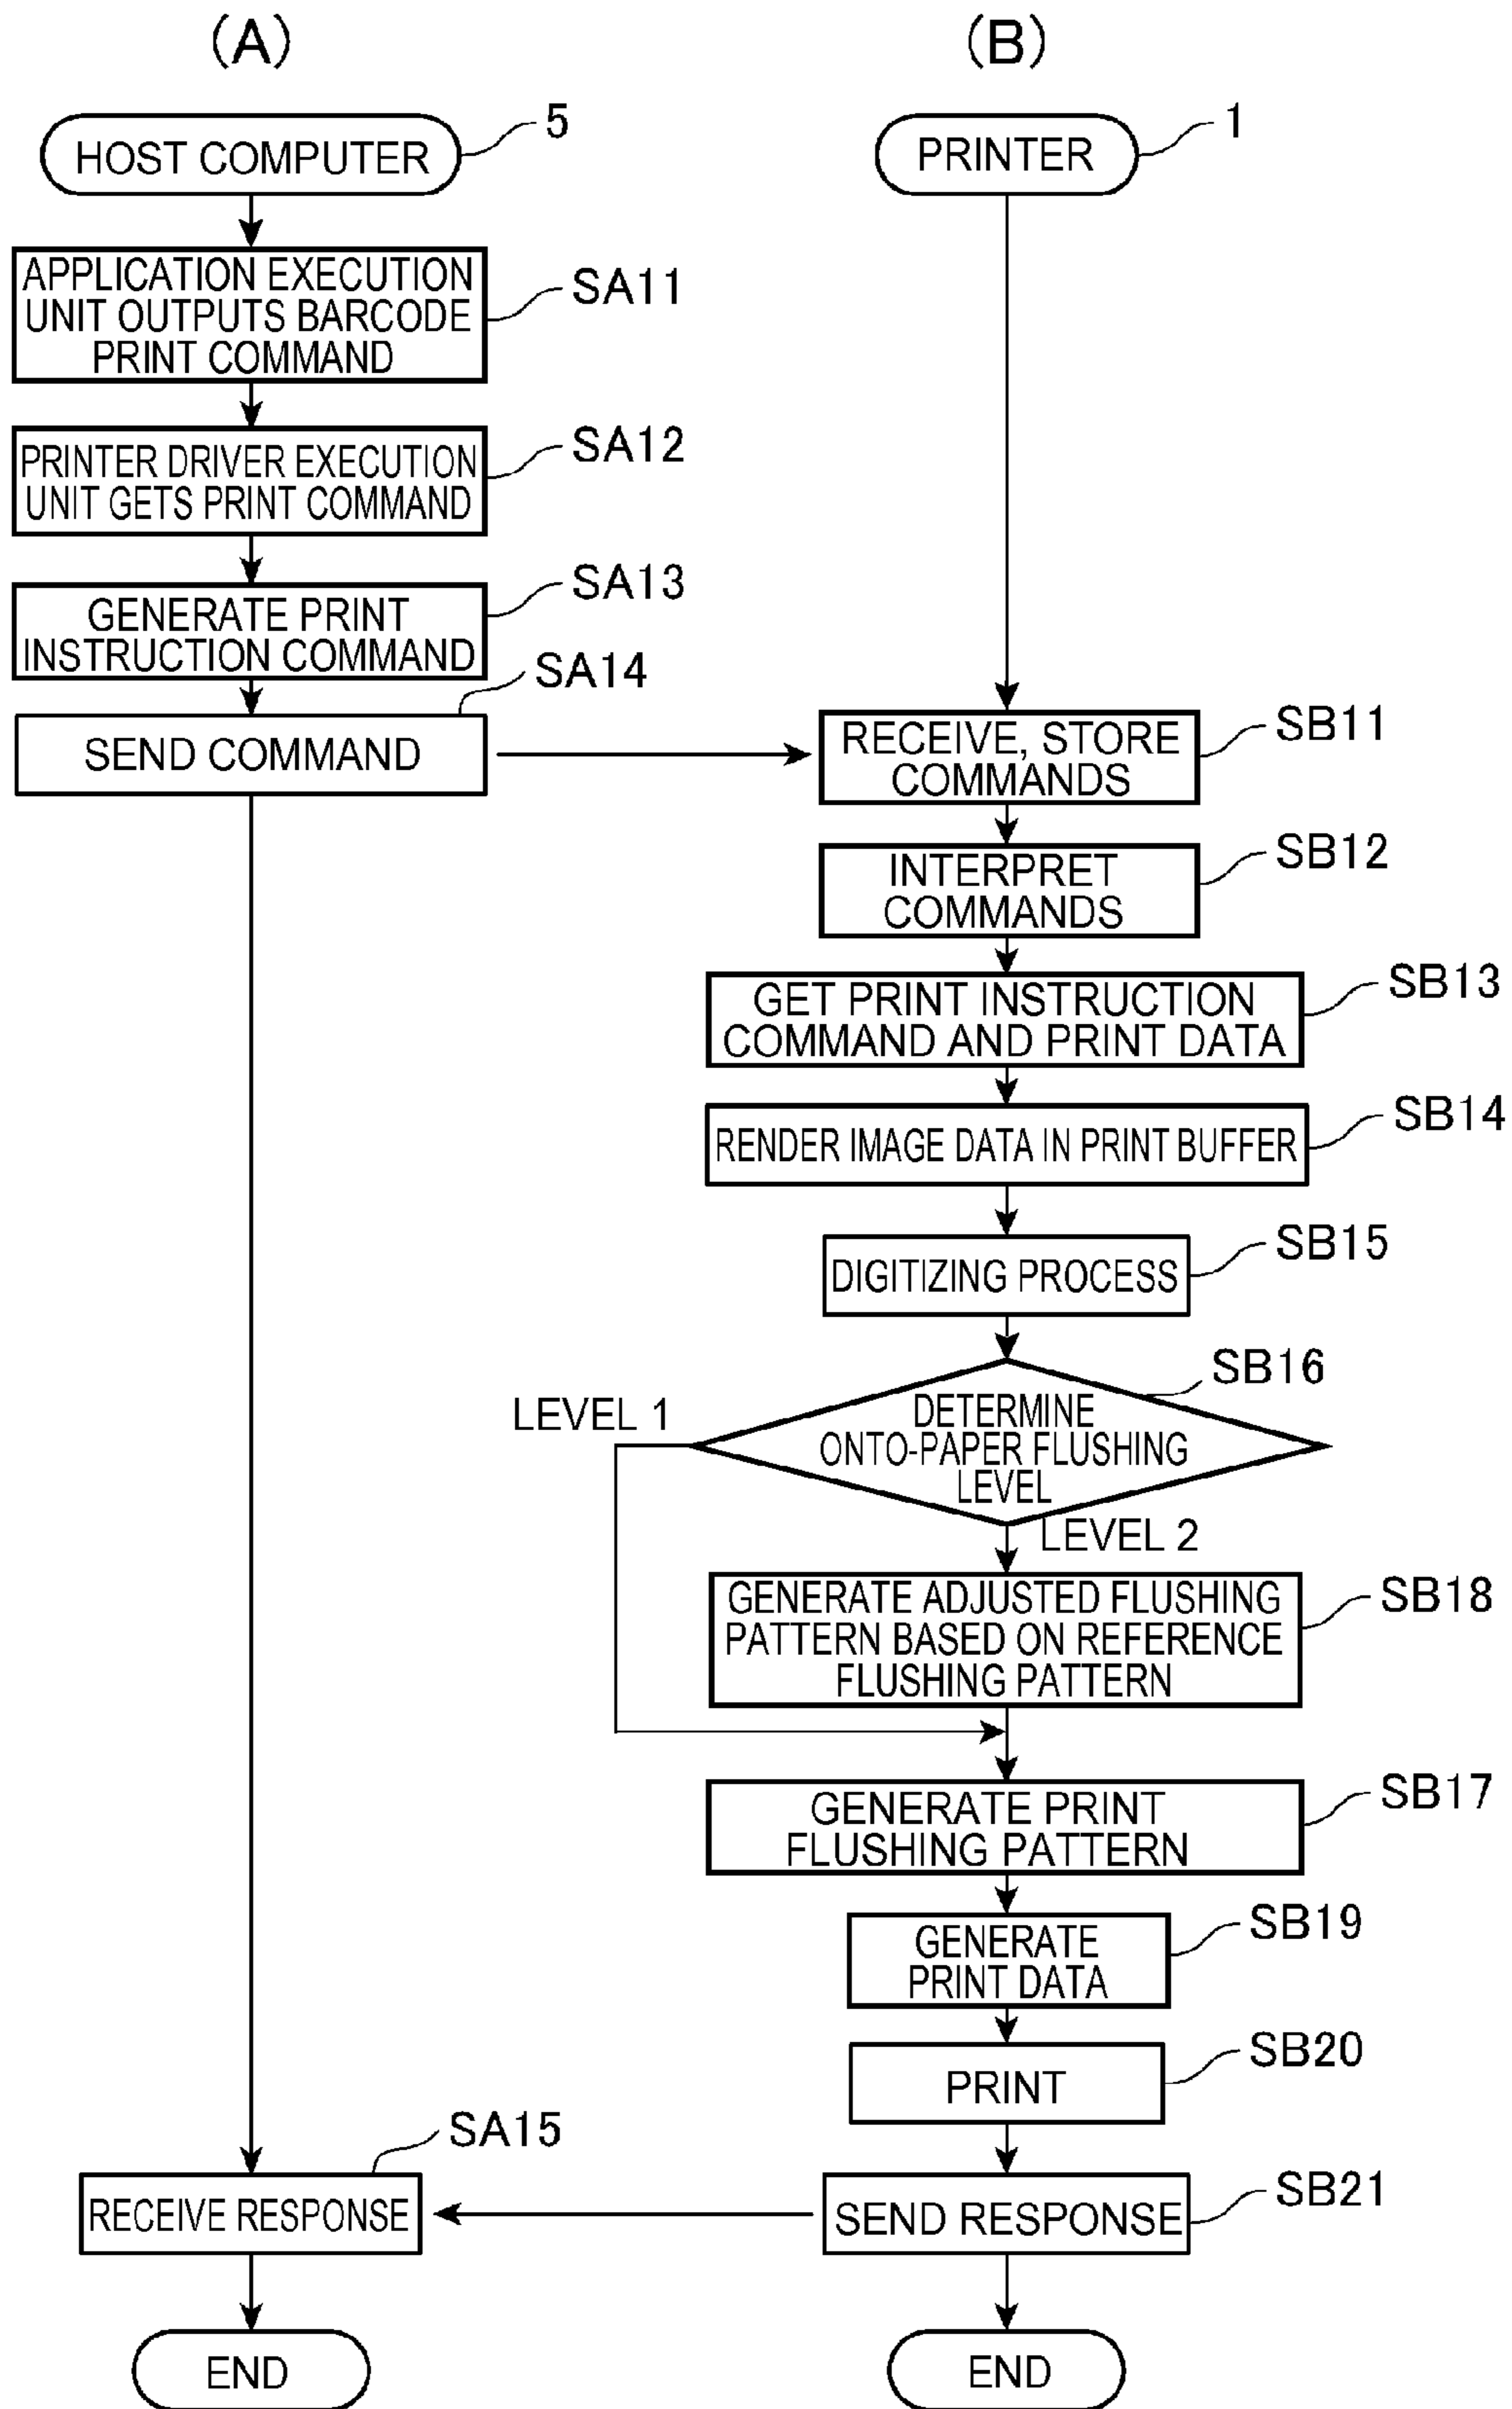 (A)
5
HOST COMPUTER
APPLICATION EXECUTION
UNIT OUTPUTS BARCODE
PRINT COMMAND
SA11
PRINTER DRIVER EXECUTION
UNIT GETS PRINT COMMAND
SA12
GENERATE PRINT
INSTRUCTION COMMAND
SA13
SEND COMMAND
SA14
RECEIVE RESPONSE
SA15
END
(B)
1
PRINTER
RECEIVE, STORE
COMMANDS
SB11
INTERPRET
COMMANDS
SB12
GET PRINT INSTRUCTION
COMMAND AND PRINT DATA
SB13
RENDER IMAGE DATA IN PRINT BUFFER
SB14
DIGITIZING PROCESS
SB15
DETERMINE
ONTO-PAPER FLUSHING
LEVEL
SB16
LEVEL 1
LEVEL 2
GENERATE ADJUSTED FLUSHING
PATTERN BASED ON REFERENCE
FLUSHING PATTERN
SB18
GENERATE PRINT
FLUSHING PATTERN
SB17
GENERATE
PRINT DATA
SB19
PRINT
SB20
SEND RESPONSE
SB21
END